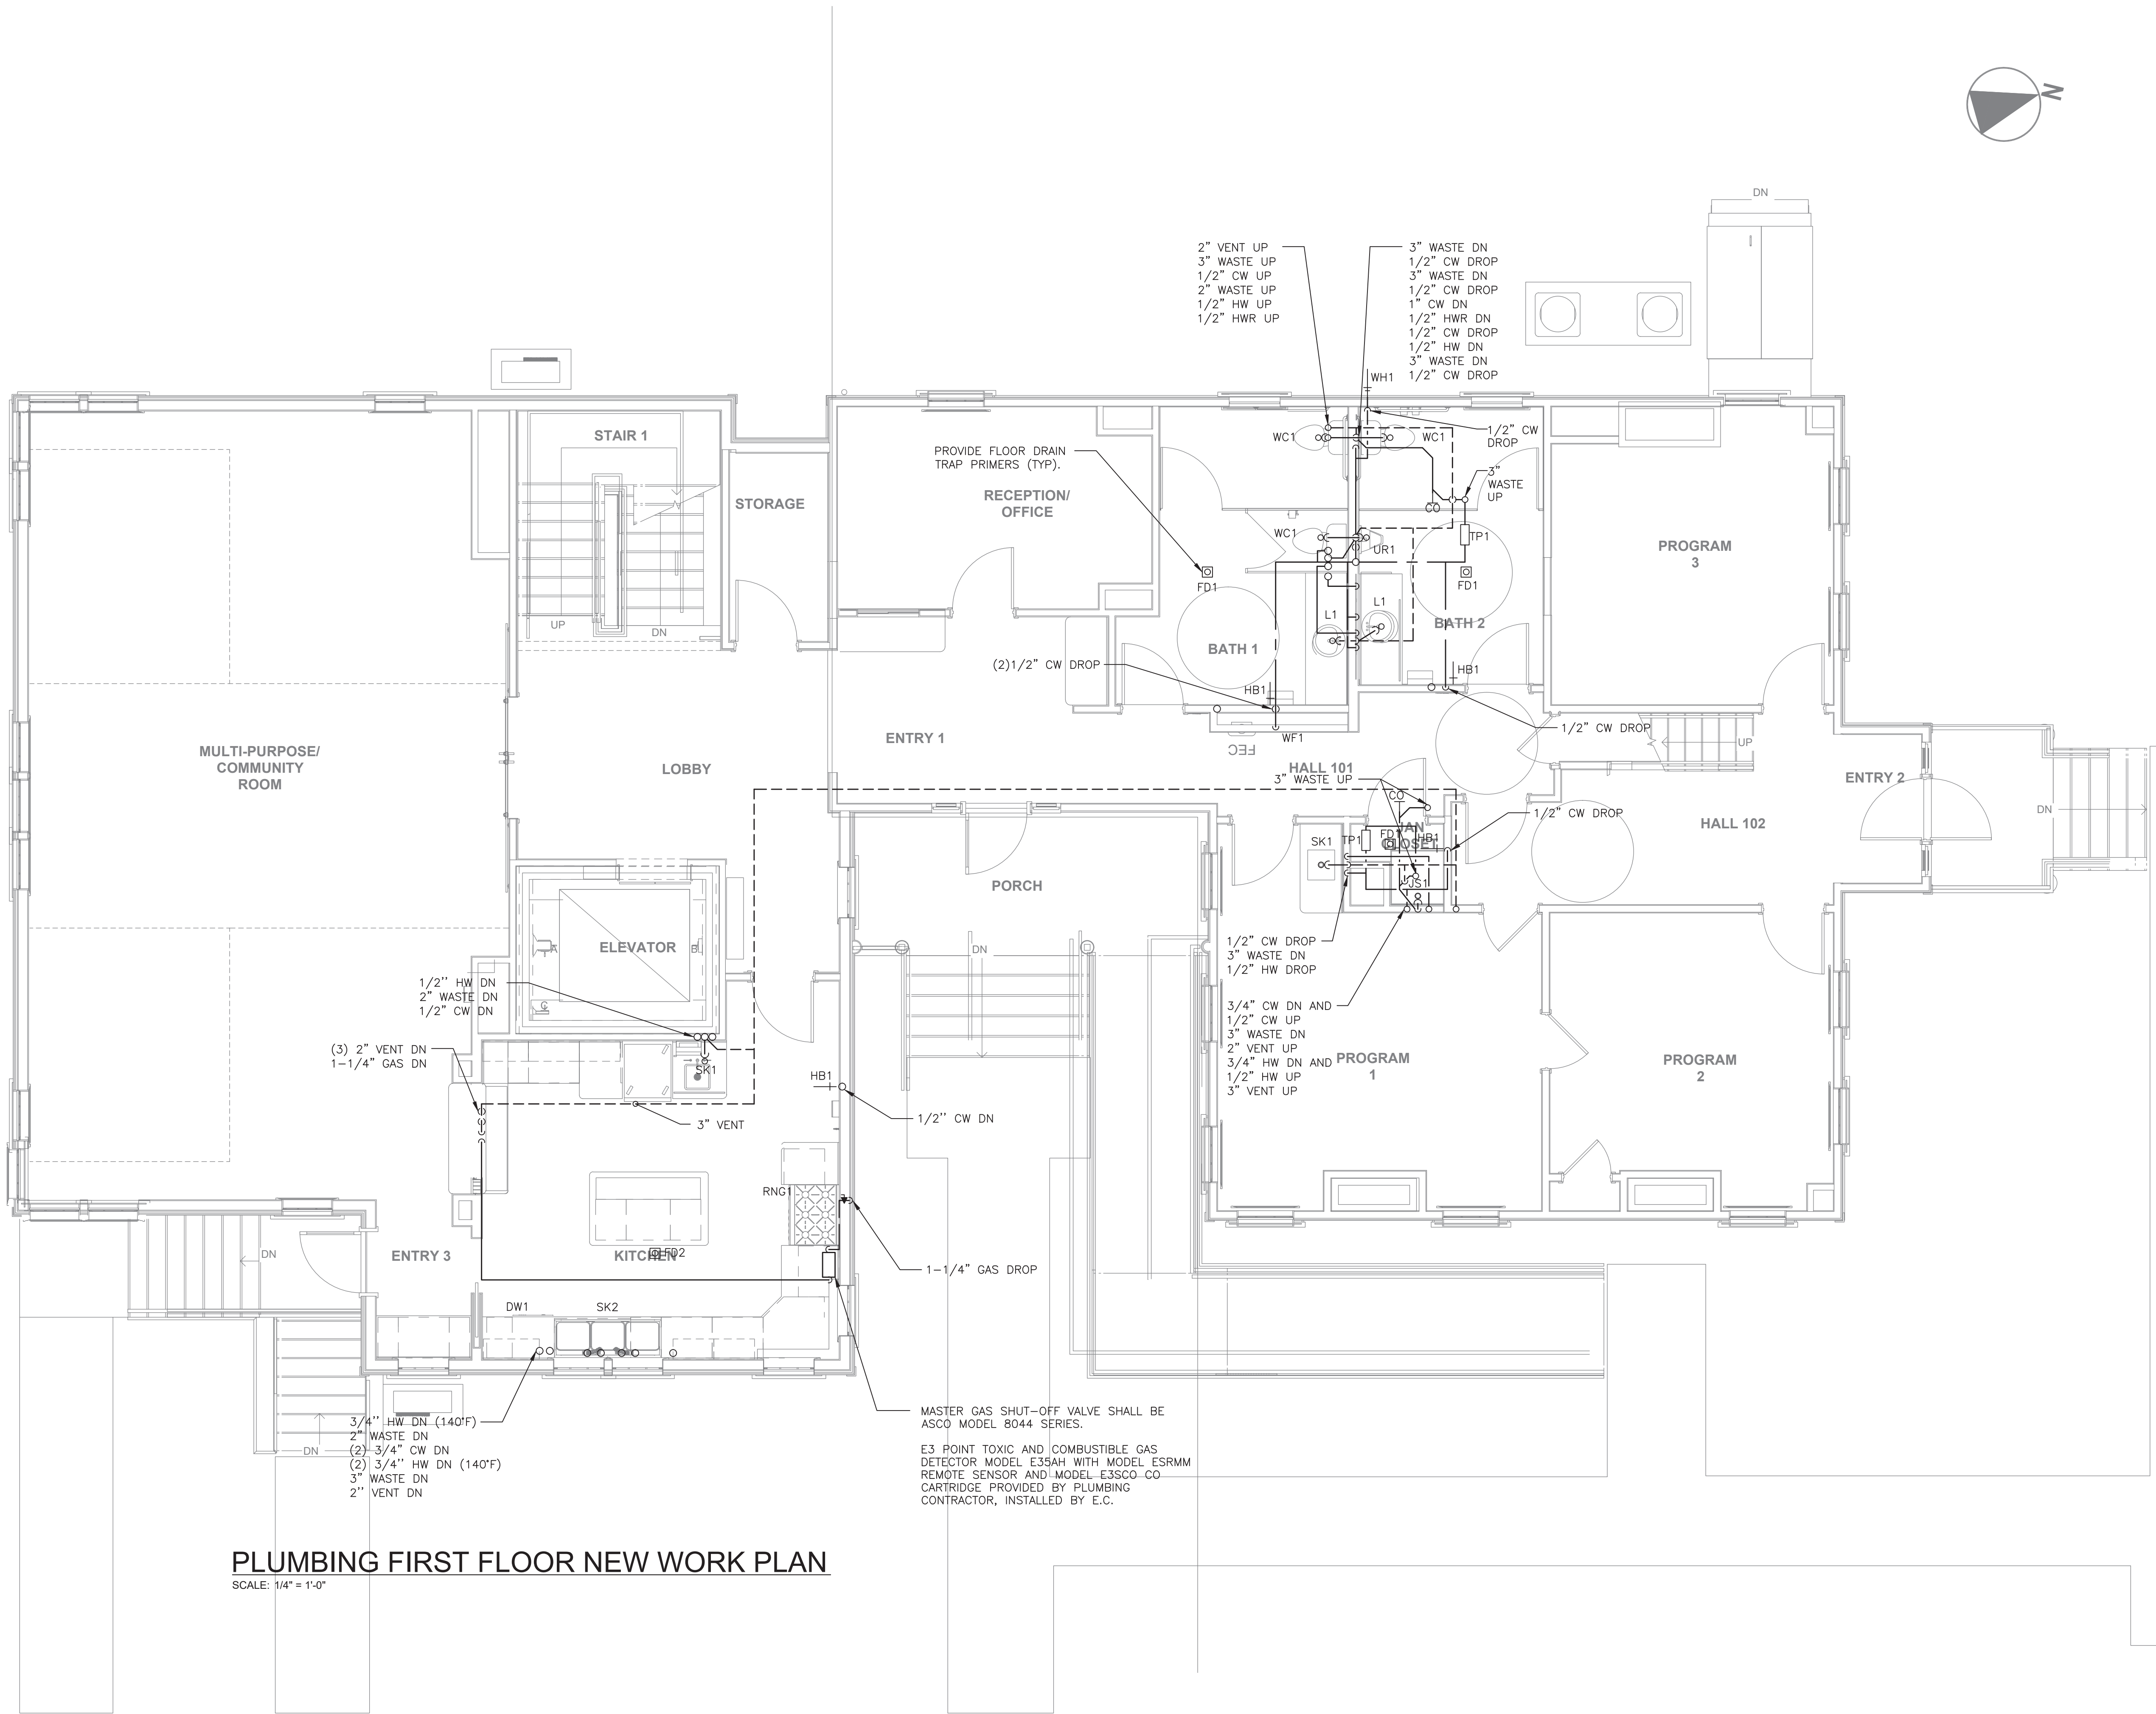 N
DN
2” VENT UP
3” WASTE UP
1/2” CW UP
2” WASTE UP
1/2” HW UP
1/2” HWR UP
3” WASTE DN
1/2” CW DROP
3” WASTE DN
1/2” CW DROP
1” CW DN
1/2” HWR DN
1/2” CW DROP
1/2” HW DN
3” WASTE DN
1/2” CW DROP
WH1
STAIR 1
WC1
WC1
1/2” CW
DROP
PROVIDE FLOOR DRAIN
TRAP PRIMERS (TYP).
3”
WASTE
UP
RECEPTION/
OFFICE
STORAGE
CO
WC1
UR1
TP1
PROGRAM
3
FD1
FD1
UP
DN
L1
L1
BATH 1
BATH 2
(2)1/2” CW DROP
HB1
HB1
1/2” CW DROP
WF1
FEC
MULTI-PURPOSE/
COMMUNITY
ROOM
LOBBY
ENTRY 1
HALL 101
3” WASTE UP
UP
ENTRY 2
DN
CO
1/2” CW DROP
HALL 102
SK1
TP1
FD1
JAN
CLOSET
HB1
JS1
PORCH
ELEVATOR
DN
1/2” CW DROP
3” WASTE DN
1/2” HW DROP
1/2'' HW DN
2” WASTE DN
1/2” CW DN
3/4” CW DN AND
1/2” CW UP
3” WASTE DN
2” VENT UP
3/4” HW DN AND
1/2” HW UP
3” VENT UP
(3) 2” VENT DN
1-1/4” GAS DN
SK1
HB1
PROGRAM
1
PROGRAM
2
1/2'' CW DN
3” VENT
RNG1
ENTRY 3
KITCHEN
FD2
DN
1-1/4” GAS DROP
DW1
SK2
3/4'' HW DN (140°F)
2” WASTE DN
(2) 3/4” CW DN
(2) 3/4'' HW DN (140°F)
3” WASTE DN
2'' VENT DN
DN
MASTER GAS SHUT-OFF VALVE SHALL BE
ASCO MODEL 8044 SERIES.
E3 POINT TOXIC AND COMBUSTIBLE GAS
DETECTOR MODEL E35AH WITH MODEL ESRMM
REMOTE SENSOR AND MODEL E3SCO CO
CARTRIDGE PROVIDED BY PLUMBING
CONTRACTOR, INSTALLED BY E.C.
PLUMBING FIRST FLOOR NEW WORK PLAN
SCALE: 1/4" = 1'-0"